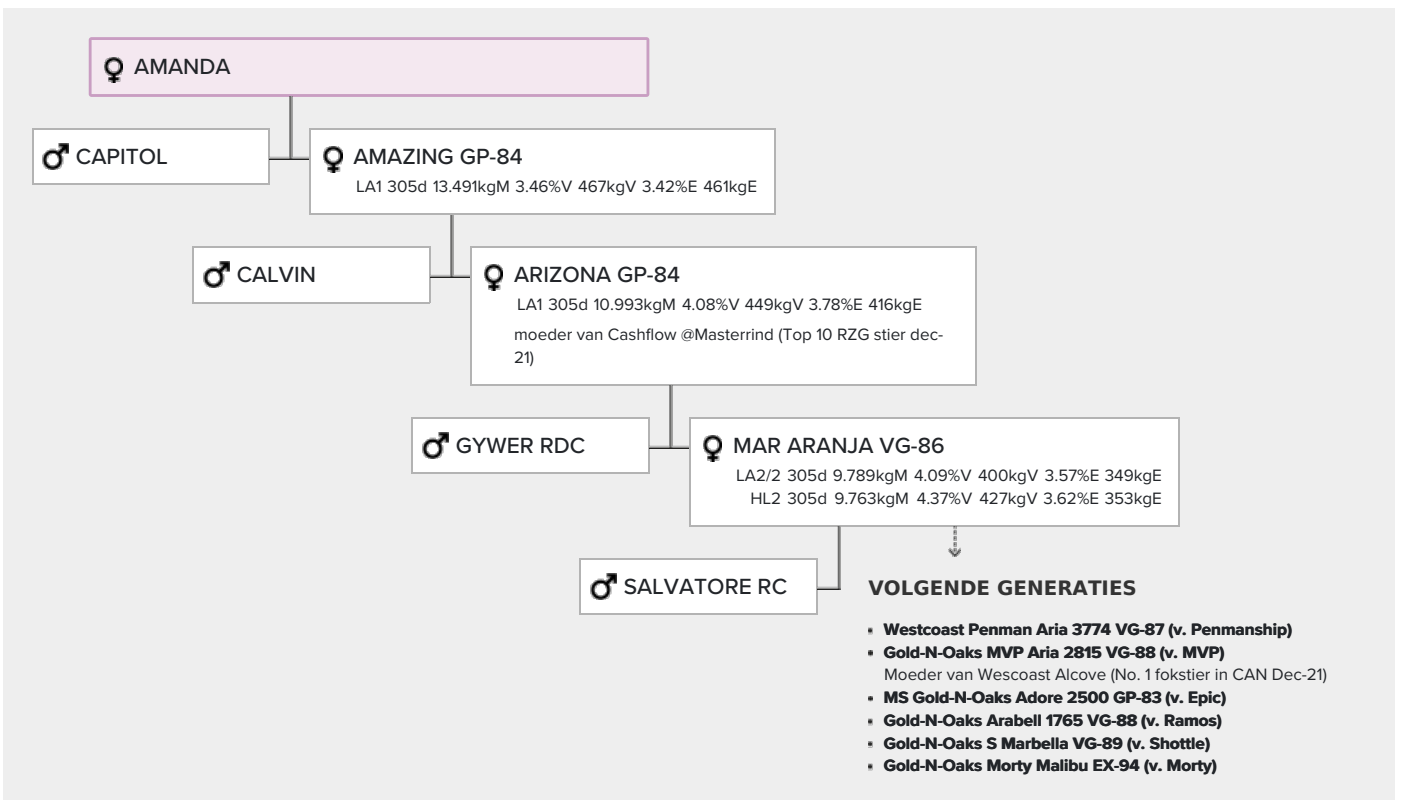 AMANDA
CAPITOL
AMAZING GP-84
LA1 305d 13.491kgM 3.46%V 467kgV 3.42%E 461kgE
CALVIN
ARIZONA GP-84
LA1 305d 10.993kgM 4.08%V 449kgV 3.78%E 416kgE
moeder van Cashflow @Masterrind (Top 10 RZG stier dec-
21)
GYWER RDC
MAR ARANJA VG-86
LA2/2 305d 9.789kgM 4.09%V 400kgV 3.57%E 349kgE
HL2 305d 9.763kgM 4.37%V 427kgV 3.62%E 353kgE
SALVATORE RC
VOLGENDE GENERATIES
Westcoast Penman Aria 3774 VG-87 (v. Penmanship)
Gold-N-Oaks MVP Aria 2815 VG-88 (v. MVP)
Moeder van Wescoast Alcove (No. 1 fokstier in CAN Dec-21)
MS Gold-N-Oaks Adore 2500 GP-83 (v. Epic)
Gold-N-Oaks Arabell 1765 VG-88 (v. Ramos)
Gold-N-Oaks S Marbella VG-89 (v. Shottle)
Gold-N-Oaks Morty Malibu EX-94 (v. Morty)